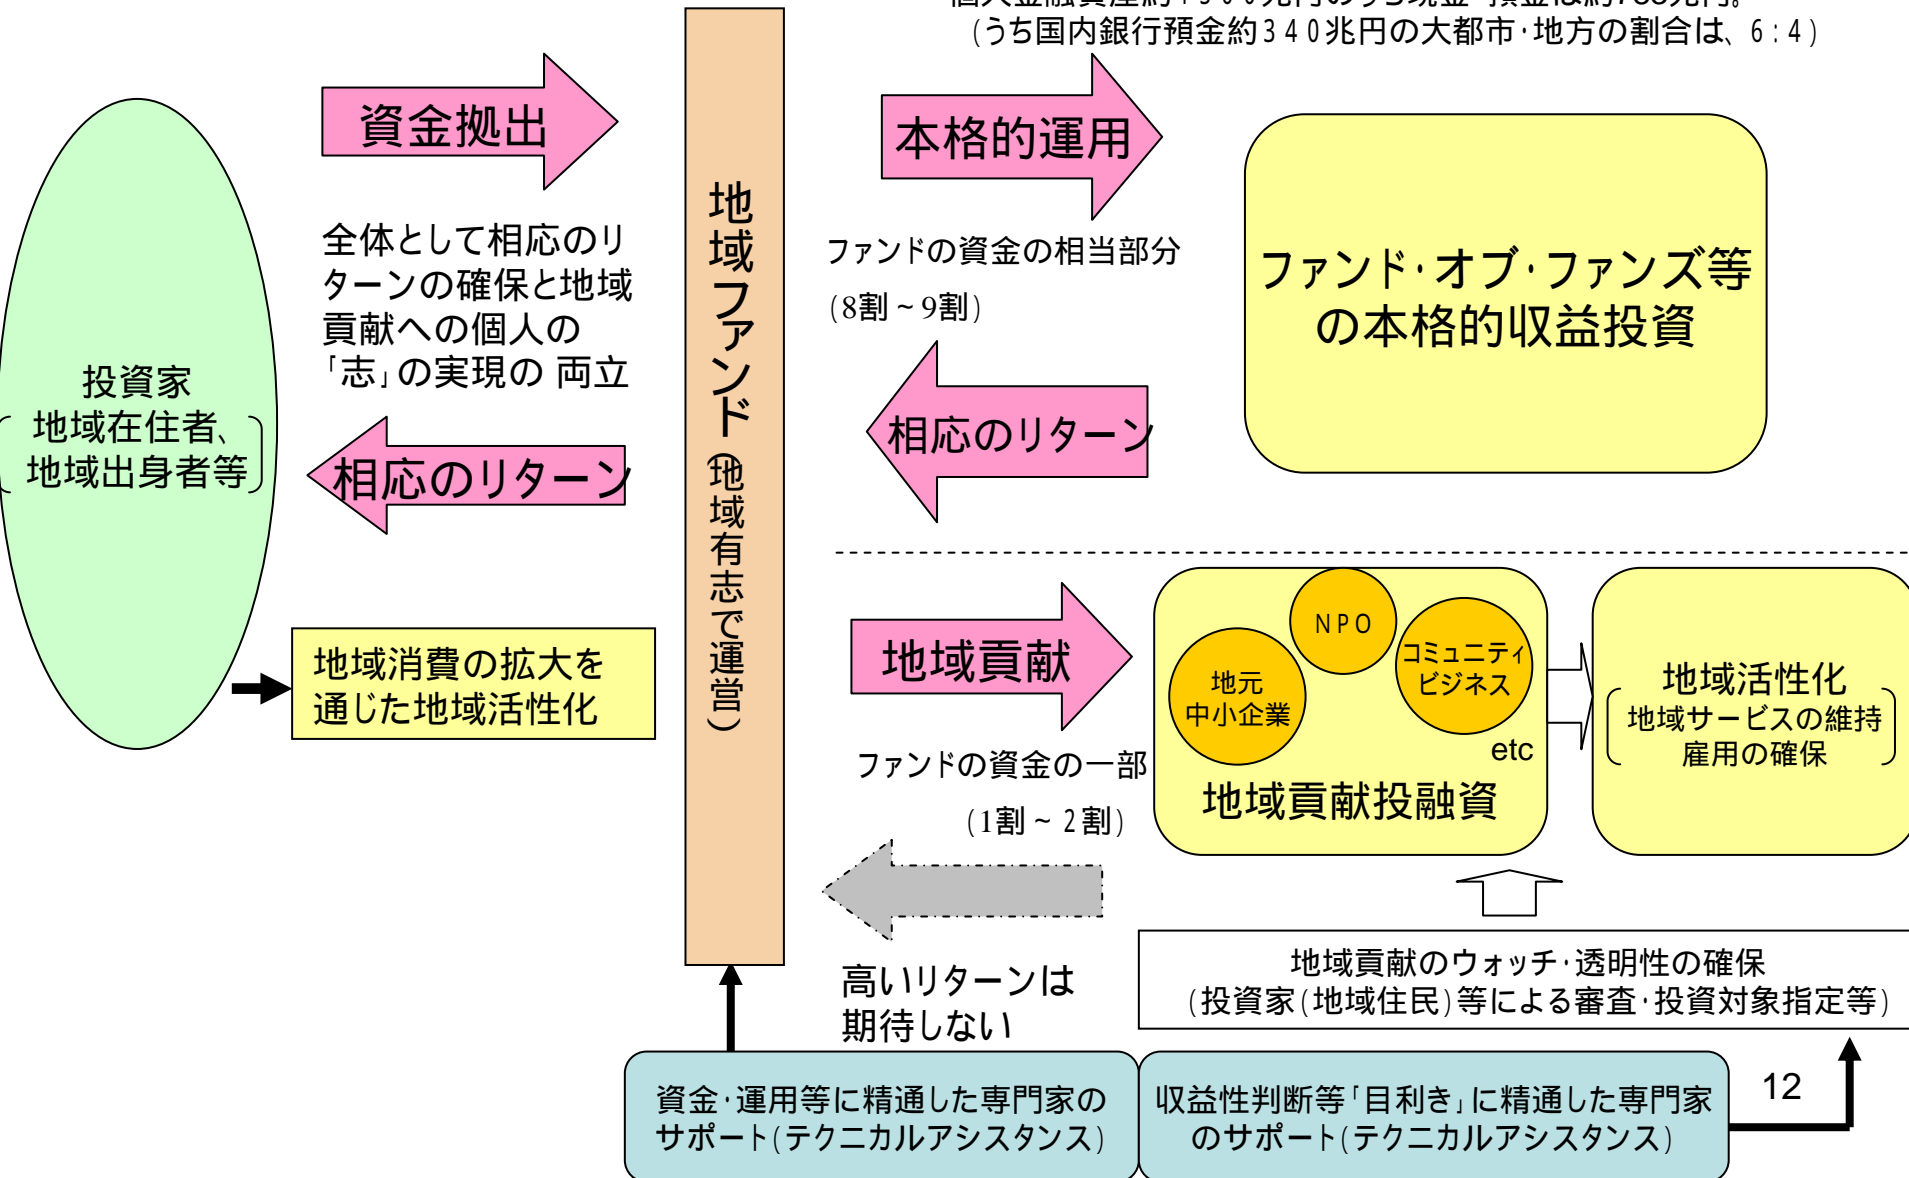 (うち国内銀行預金約340兆円の大都市・地方の割合は、6:4)
資金拠出
本格的運用
全体として相応のリ
ターンの確保と地域
貢献への個人の
「志」の実現の 両立
地域ファンド(地域有志で運営)
ファンドの資金の相当部分
(8割~9割)
ファンド・オブ・ファンズ等
の本格的収益投資
投資家
地域在住者、
地域出身者等
相応のリターン
相応のリターン
地域消費の拡大を
通じた地域活性化
地域貢献
ファンドの資金の一部
(1割~2割)
NPO
地元
中小企業
コミュニティ
ビジネス
etc
地域貢献投融資
地域活性化
地域サービスの維持
雇用の確保
高いリターンは
期待しない
地域貢献のウォッチ・透明性の確保
(投資家(地域住民)等による審査・投資対象指定等)
資金・運用等に精通した専門家の
サポート(テクニカルアシスタンス)
収益性判断等「目利き」に精通した専門家
のサポート(テクニカルアシスタンス)
12